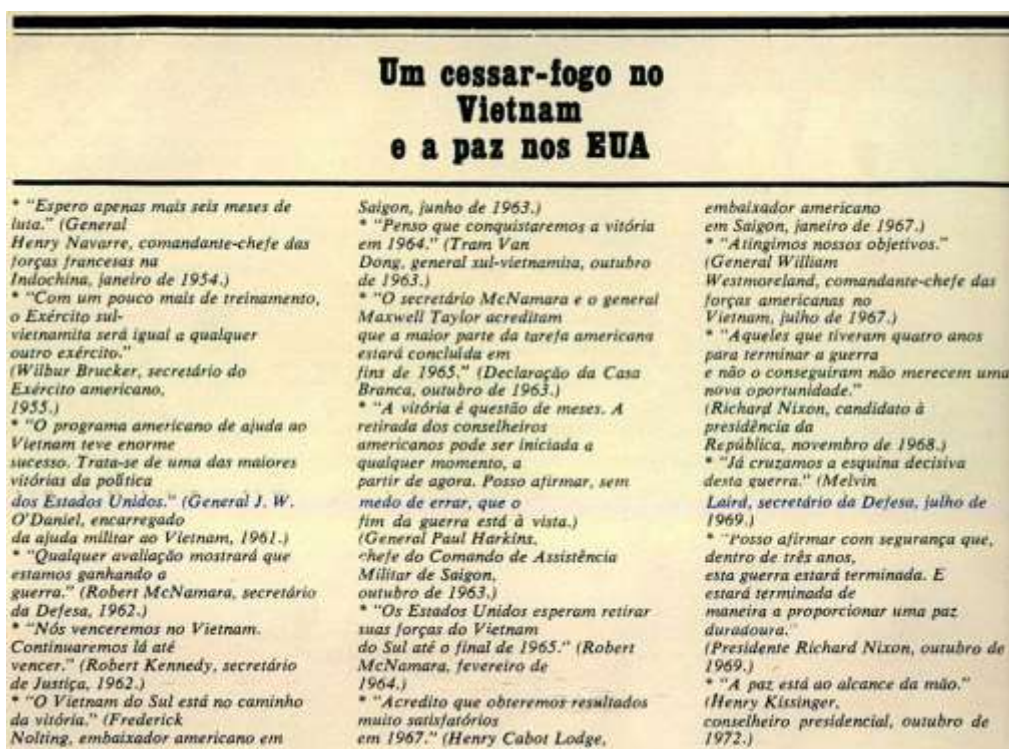 Um cessar-fogo no
Vietnam
e a paz nos EUA
* "Espero apenas mais seis meses de
luta." (General
Henry Navarre, comandante-chefe das
forças francesas na
Indochina, janeiro de 1954.)
* "Com um pouco mais de treinamento,
o Exército sul-
vietnamita será igual a qualquer
outro exército."
(Wilbur Brucker, secretário do
Exército americano,
1955.)
* "O programa americano de ajuda ao
Vietnam teve enorme
sucesso. Trata-se de uma das maiores
vitórias da política
dos Estados Unidos." (General J. W.
O'Daniel, encarregado
da ajuda militar ao Vietnam, 1961.)
* "Qualquer avaliação mostrará que
estamos ganhando a
guerra." (Robert McNamara, secretário
da Defesa, 1962.)
* "Nós venceremos no Vietnam.
Continuaremos lá até
vencer." (Robert Kennedy, secretário
de Justiça, 1962.)
* "O Vietnam do Sul está no caminho
da vitória." (Frederick
Nolting, embaixador americano em
Saigon, junho de 1963.)
* "Penso que conquistaremos a vitória
em 1964." (Tram Van
Dong, general sul-vietnamita, outubro
de 1963.)
* "O secretário McNamara e o general
Maxwell Taylor acreditam
que a maior parte da tarefa americana
estará concluída em
fins de 1965." (Declaração da Casa
Branca, outubro de 1963.)
* "A vitória é questão de meses. A
retirada dos conselheiros
americanos pode ser iniciada a
qualquer momento, a
partir de agora. Posso afirmar, sem
medo de errar, que o
fim da guerra está à vista.)
(General Paul Harkins,
chefe do Comando de Assistência
Militar de Saigon,
outubro de 1963.)
* "Os Estados Unidos esperam retirar
suas forças do Vietnam
do Sul até o final de 1965." (Robert
McNamara, fevereiro de
1964.)
* "Acredito que obteremos resultados
muito satisfatórios
em 1967." (Henry Cabot Lodge,
embaixador americano
em Saigon, janeiro de 1967.)
* "Atingimos nossos objetivos."
(General William
Westmoreland, comandante-chefe das
forças americanas no
Vietnam, julho de 1967.)
* "Aqueles que tiveram quatro anos
para terminar a guerra
e não o conseguiram não merecem uma
nova oportunidade."
(Richard Nixon, candidato à
presidência da
República, novembro de 1968.)
* "Já cruzamos a esquina decisiva
desta guerra." (Melvin
Laird, secretário da Defesa, julho de
1969.)
* "Posso afirmar com segurança que,
dentro de três anos,
esta guerra estará terminada. E
estará terminada de
maneira a proporcionar uma paz
duradoura."
(Presidente Richard Nixon, outubro de
1969.)
* "A paz está ao alcance da mão."
(Henry Kissinger,
conselheiro presidencial, outubro de
1972.)